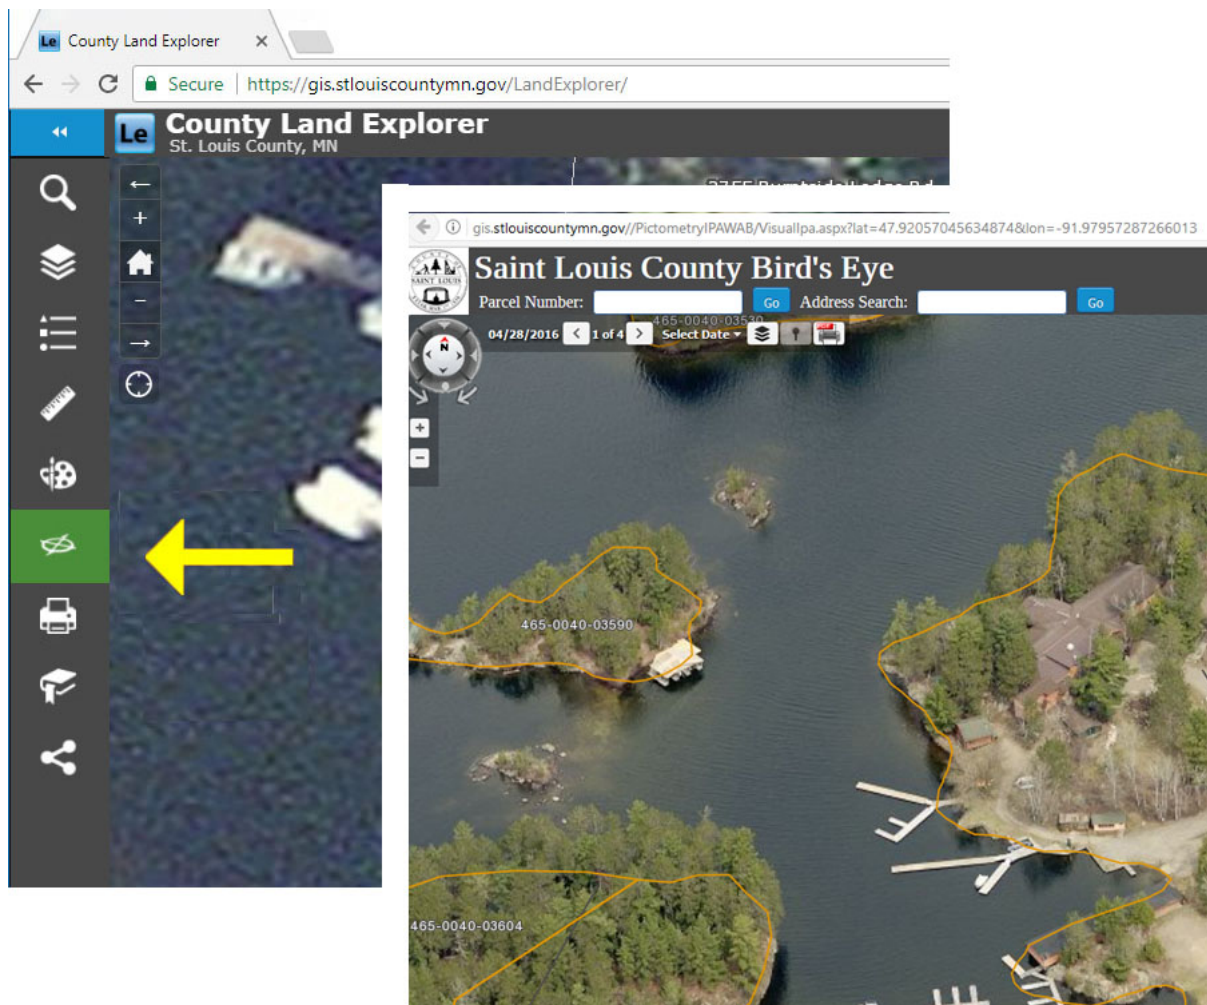 Le County Land Explorer
Secure https://gis.stlouiscountymn.gov/LandExplorer/
Le County Land Explorer
St. Louis County, MN
gis.stlouiscountymn.gov//PictometryIPAWAB/VisualIpa.aspx?lat=47.92057045634874&lon=-91.97957287266013
SAINT LOUIS
Saint Louis County Bird's Eye
Parcel Number: Go Address Search: Go
465-0040-03530
N
04/28/2016 1 of 4 Select Date
465-0040-03590
465-0040-03604